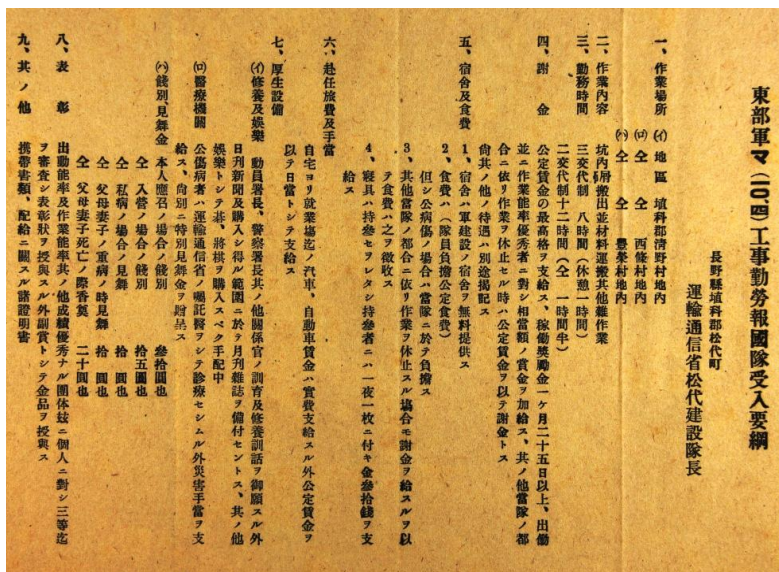 東部軍マ(一〇、四)工事勤勞報國隊受入要綱
長野縣埴科郡松代町
運輸通信省松代建設隊長
一、作業場所 (イ) 地區 埴科郡清野村地內
(ロ) 仝 仝 西條村地內
(ハ) 仝 仝 豐榮村地內
二、作業內容 坑內硏搬出並材料運搬其他雜作業
三、勤務時間 三交代制 八時間(休憩一時間)
二交代制十二時間(仝 一時間半)
四、謝金 公定賃金の最高格ヲ支給ス、稼働奬勵金一ヶ月二十五日以上、出働
並ニ作業能率優秀者ニ對シ相當額ノ賞金ヲ加給ス、其ノ他當隊ノ都
合ニ依リ作業ヲ休止セル時ハ公定賃金ヲ以テ謝金トス
尙其ノ他ノ待遇ハ別途揭記ス
五、宿舍及食費 1、宿舍ハ軍建設ノ宿舍ヲ無料提供ス
2、食費ハ(隊員負擔公定食費)
但シ公病傷ノ場合ハ當隊ニ於テ負擔ス
3、其他當隊ノ都合ニ依リ作業ヲ休止スル塲合モ謝金ヲ給スルヲ以
テ食費ハ之ヲ徵收ス
4、寢具ハ持參セヲレタシ持參者ニハ一夜一枚ニ付キ金參拾錢ヲ支
給ス
六、赴任旅費及手當
自宅ヨリ就業塲迄ノ汽車、自動車賃金ハ實費支給スル外公定賃金ヲ
以テ日當トシテ支給ス
七、厚生設備
(イ) 修養及娛樂 動員署長、警察署長其ノ他關係官ノ訓育及修養訓話ヲ御願スル外
日刊新聞及購入シ得ル範圍ニ於テ月刊雜誌ヲ備付セントス、其ノ他
娛樂トシテ碁、將棋ヲ購入スベク手配中
(ロ) 醫療機關 公傷病者ハ運輸通信省ノ囑託醫ヲシテ診療セシムル外災害手當ヲ支
給ス、尙別ニ特別見舞金ヲ贈呈ス
(ハ) 餞別、見舞金 本人應召ノ場合ノ餞別 參拾圓也
仝 入營ノ場合ノ餞別 拾五圓也
仝 私病ノ場合ノ見舞 拾圓也
仝 父母妻子ノ重病ノ時見舞 拾圓也
仝 父母妻子死亡ノ際香奠 二十圓也
八、表彰 出動能率及作業能率其ノ他成績優秀ナル團体玆ニ個人ニ對シ三等迄
ヲ審査シ表彰狀ヲ授與スル外副賞トシテ金品ヲ授與ス
九、其ノ他 携帶書類、配給ニ關スル諸證明書